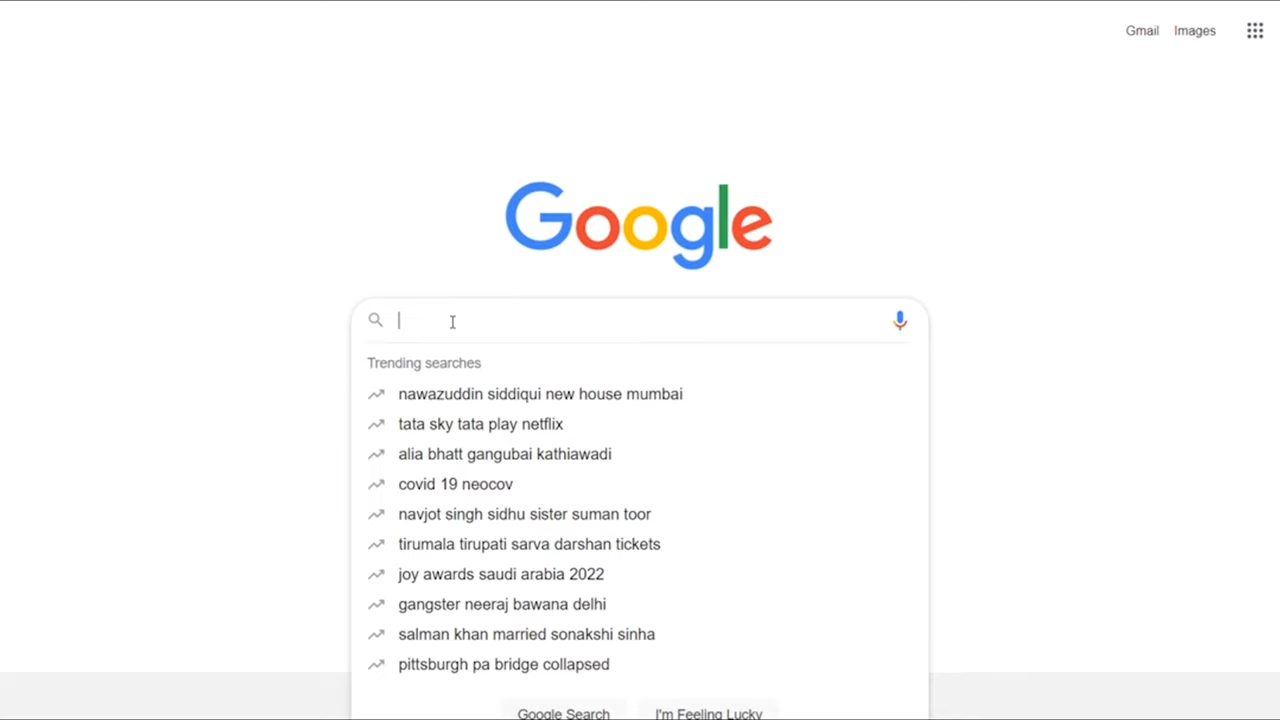 Gmail Images
Google
Trending searches
nawazuddin siddiqui new house mumbai
tata sky tata play netflix
alia bhatt gangubai kathiawadi
covid 19 neocov
navjot singh sidhu sister suman toor
tirumala tirupati sarva darshan tickets
joy awards saudi arabia 2022
gangster neeraj bawana delhi
salman khan married sonakshi sinha
pittsburgh pa bridge collapsed
Google Search I'm Feeling Lucky